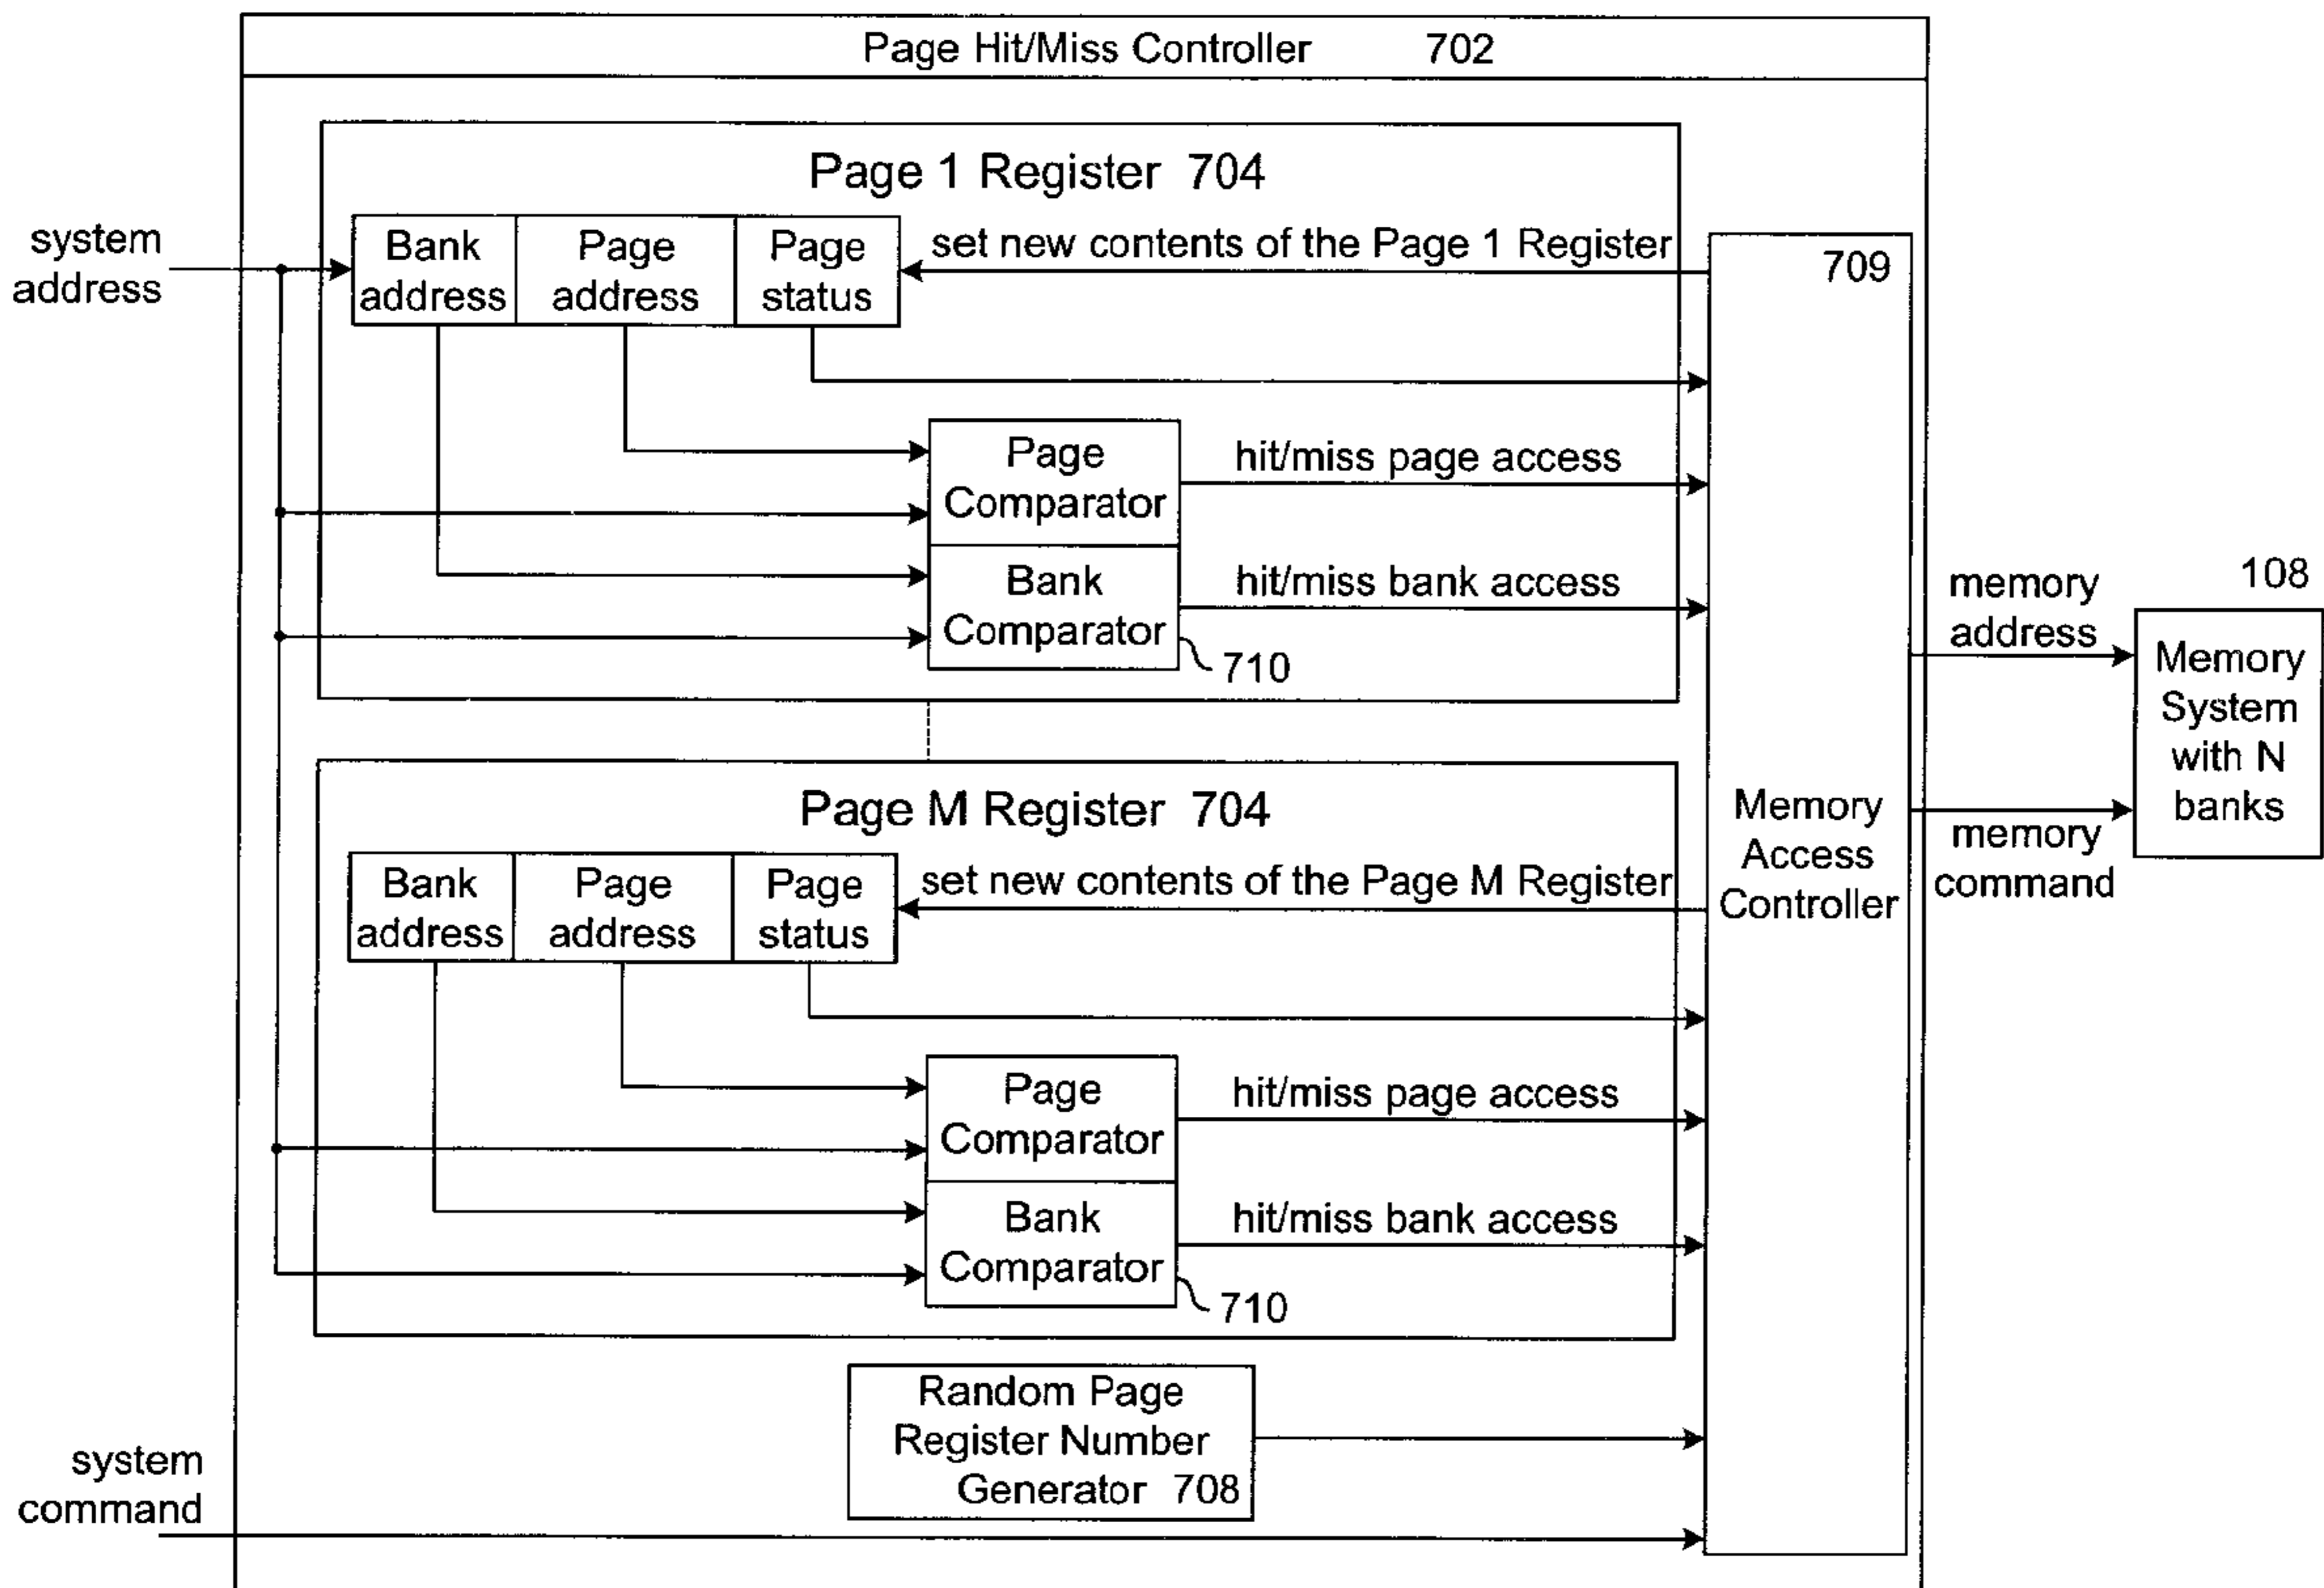 Page Hit/Miss Controller 702
Page 1 Register 704
system
address
Bank
address
Page
address
Page
status
set new contents of the Page 1 Register
709
Page
Comparator
hit/miss page access
Bank
Comparator
hit/miss bank access
710
memory
address
108
Memory
System
with N
banks
memory
command
Memory
Access
Controller
Page M Register 704
Bank
address
Page
address
Page
status
set new contents of the Page M Register
Page
Comparator
hit/miss page access
Bank
Comparator
hit/miss bank access
710
Random Page
Register Number
Generator 708
system
command